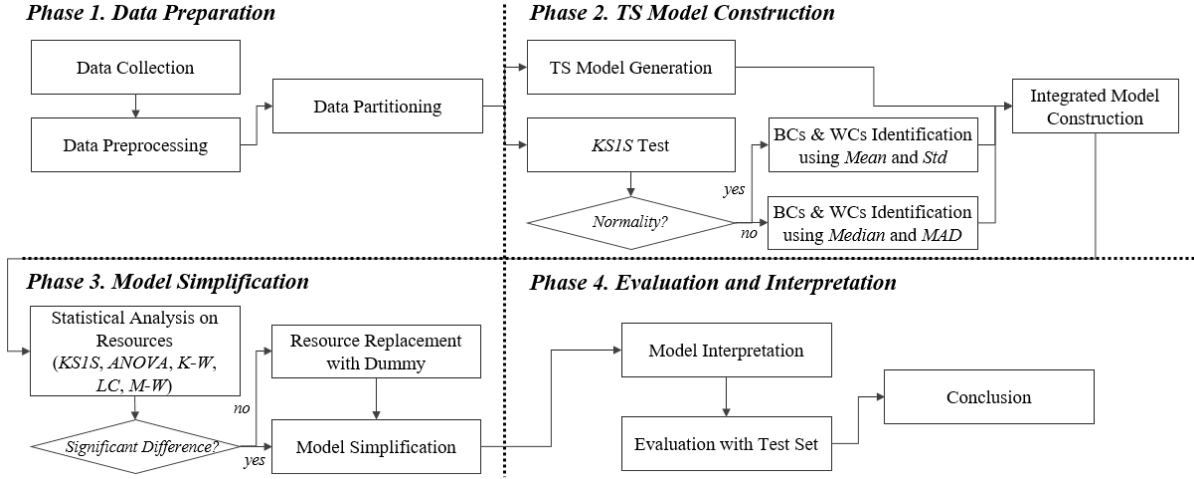 Phase 1. Data Preparation
Data Collection
Data Preprocessing
Data Partitioning
Phase 2. TS Model Construction
TS Model Generation
KS1S Test
Normality?
yes
no
BCs & WCs Identification
using Mean and Std
BCs & WCs Identification
using Median and MAD
Integrated Model
Construction
Phase 3. Model Simplification
Statistical Analysis on
Resources
(KS1S, ANOVA, K-W,
LC, M-W)
Significant Difference?
no
yes
Resource Replacement
with Dummy
Model Simplification
Phase 4. Evaluation and Interpretation
Model Interpretation
Evaluation with Test Set
Conclusion